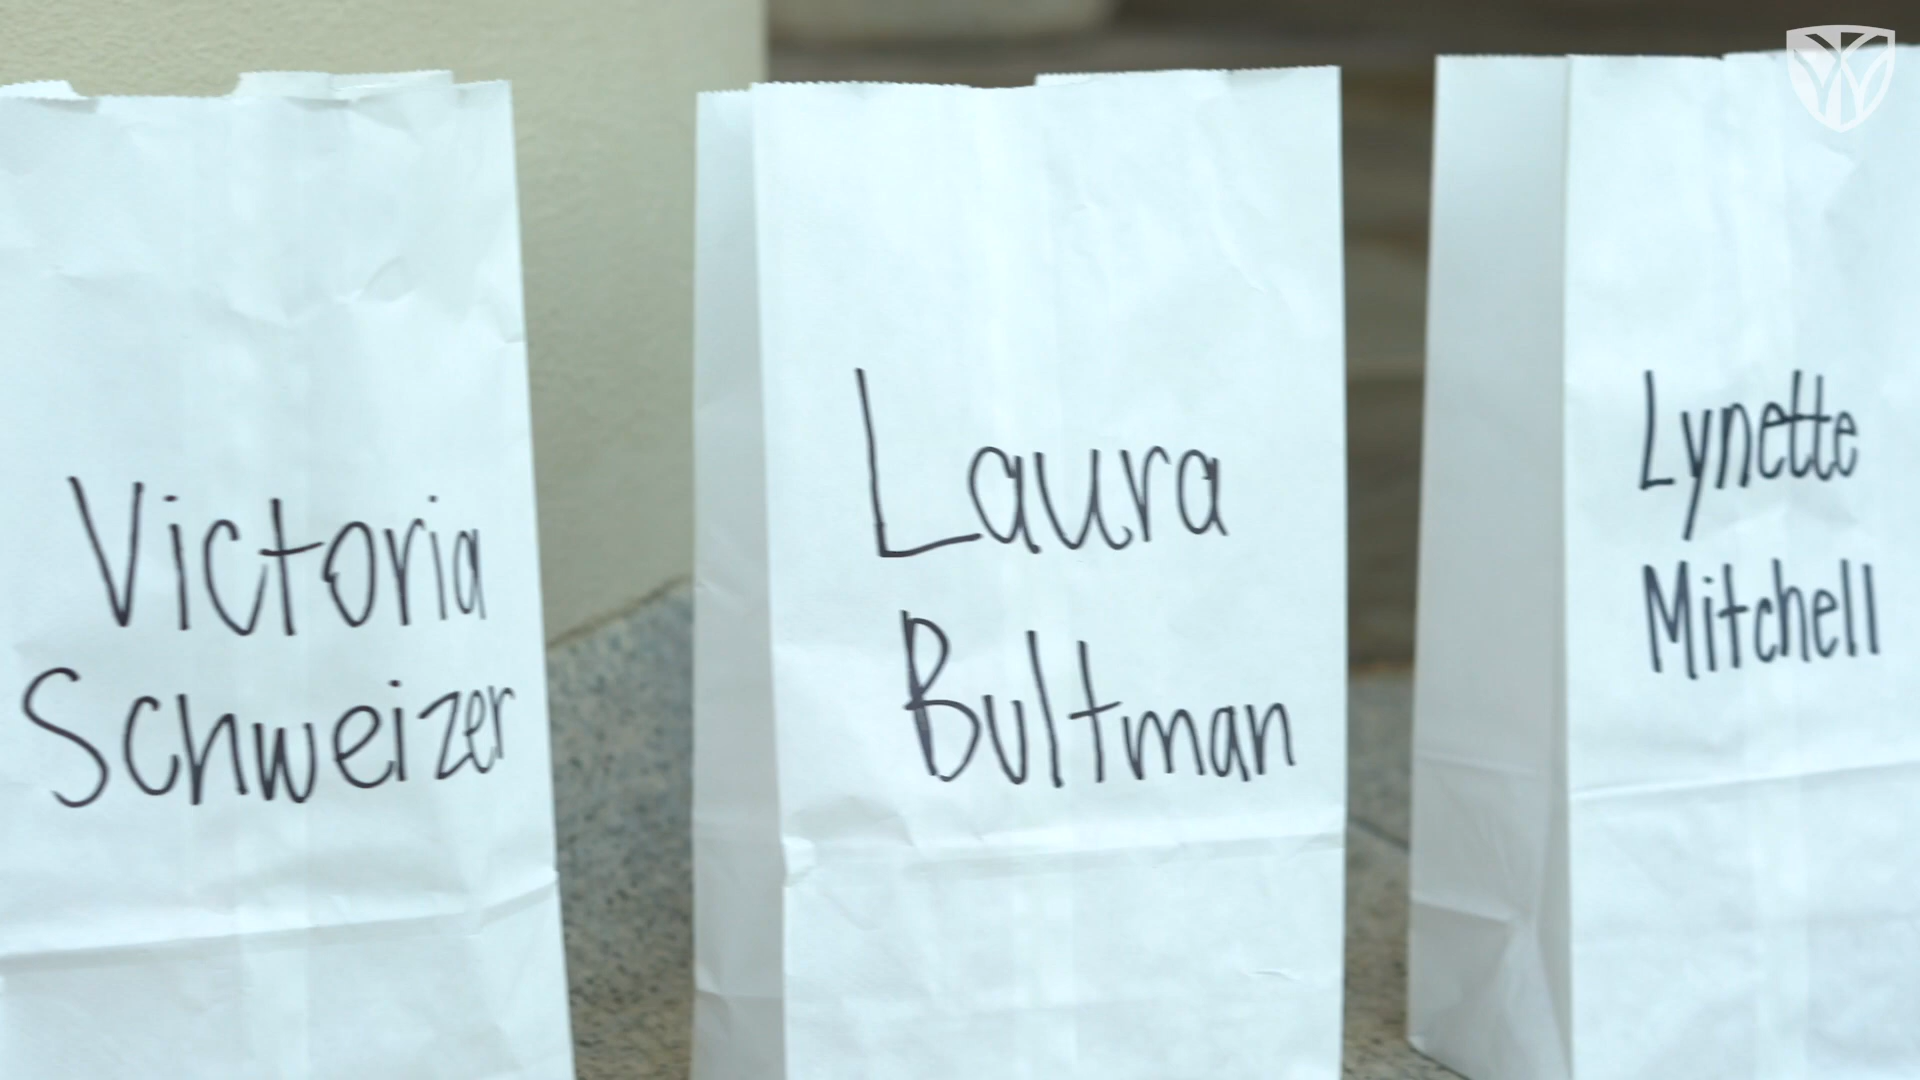 Victoria
Schweizer
Laura
Bultman
Lynette
Mitchell